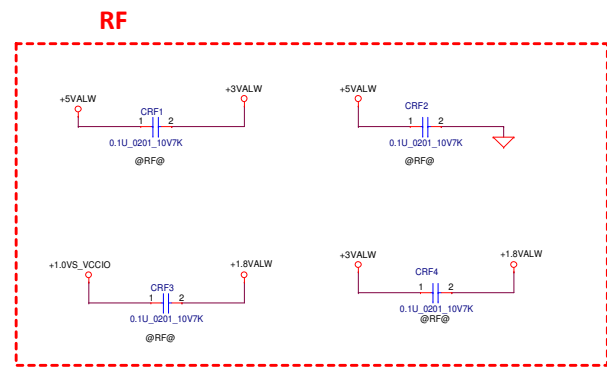 RF
+5VALW
+3VALW
CRF1
1 2
0.1U_0201_10V7K
@RF@
+5VALW
CRF2
1 2
0.1U_0201_10V7K
@RF@
+1.0VS_VCCIO
+1.8VALW
CRF3
1 2
0.1U_0201_10V7K
@RF@
+3VALW
+1.8VALW
CRF4
1 2
0.1U_0201_10V7K
@RF@